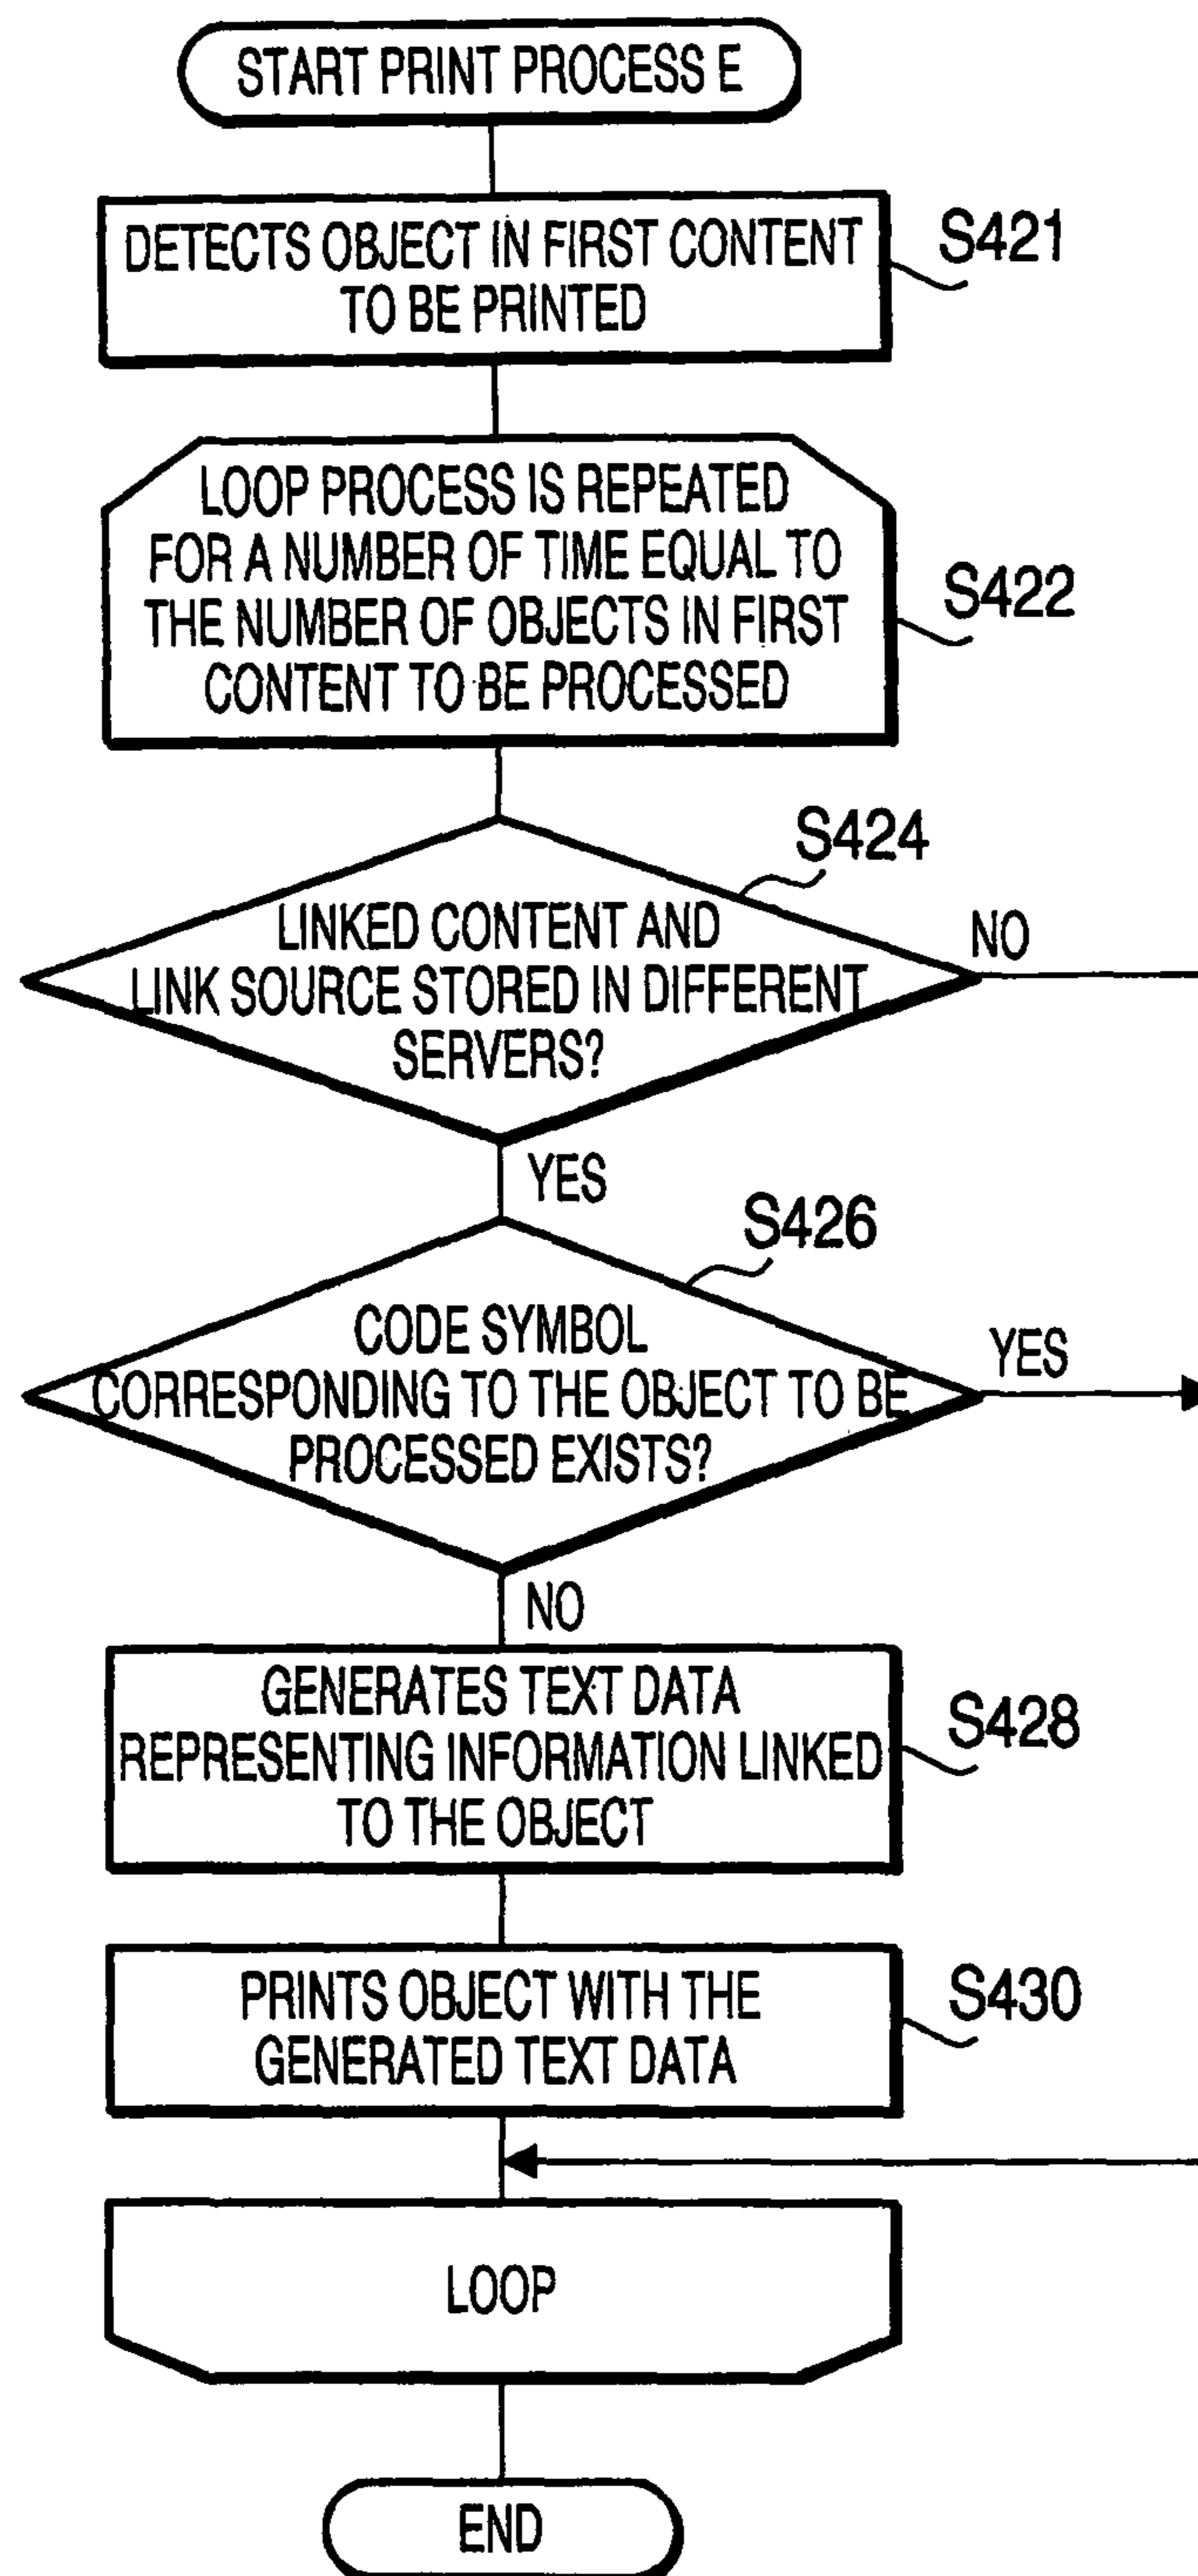 START PRINT PROCESS E
DETECTS OBJECT IN FIRST CONTENT
TO BE PRINTED
S421
LOOP PROCESS IS REPEATED
FOR A NUMBER OF TIME EQUAL TO
THE NUMBER OF OBJECTS IN FIRST
CONTENT TO BE PROCESSED
S422
S424
LINKED CONTENT AND
LINK SOURCE STORED IN DIFFERENT
SERVERS?
NO
YES
S426
CODE SYMBOL
CORRESPONDING TO THE OBJECT TO BE
PROCESSED EXISTS?
YES
NO
GENERATES TEXT DATA
REPRESENTING INFORMATION LINKED
TO THE OBJECT
S428
PRINTS OBJECT WITH THE
GENERATED TEXT DATA
S430
LOOP
END